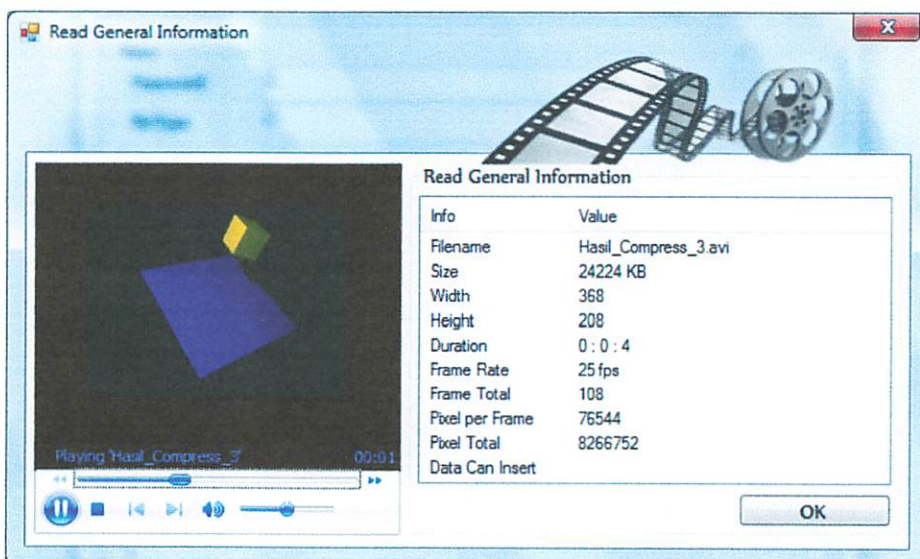 Read General Information
Read General Information
Info Value
Filename Hasil_Compress_3.avi
Size 24224 KB
Width 368
Height 208
Duration 0 : 0 : 4
Frame Rate 25 fps
Frame Total 108
Pixel per Frame 76544
Pixel Total 8266752
Data Can Insert
Playing 'Hasil_Compress_3' 00:01
OK